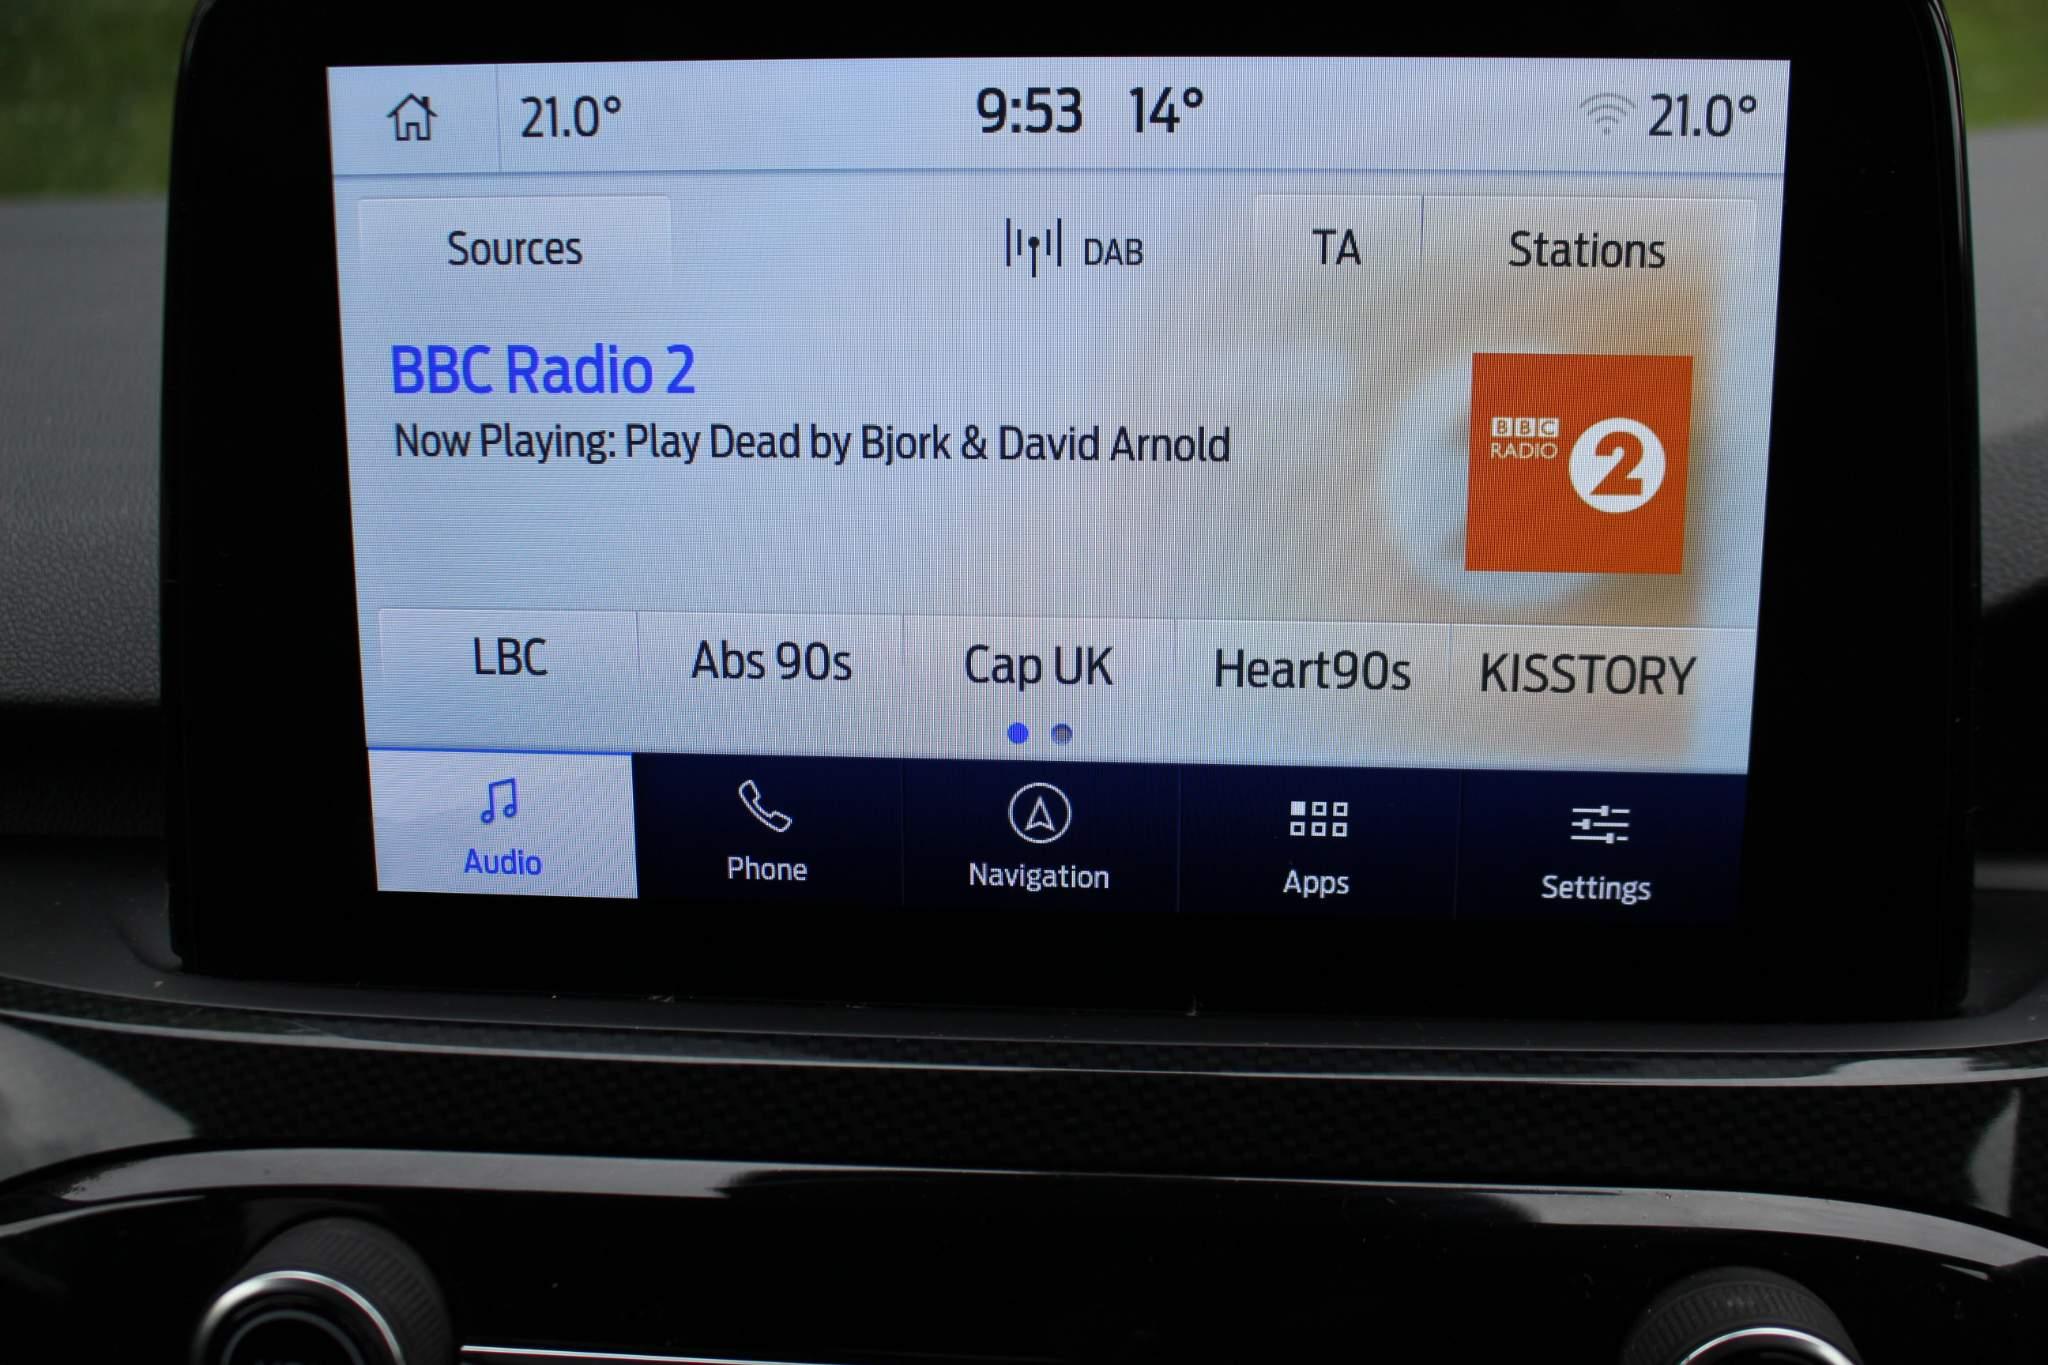 21.0° 9:53 14° 21.0°
Sources DAB TA Stations
BBC Radio 2
Now Playing: Play Dead by Bjork & David Arnold
BBC
RADIO 2
LBC Abs 90s Cap UK Heart90s KISSTORY
Audio Phone Navigation Apps Settings